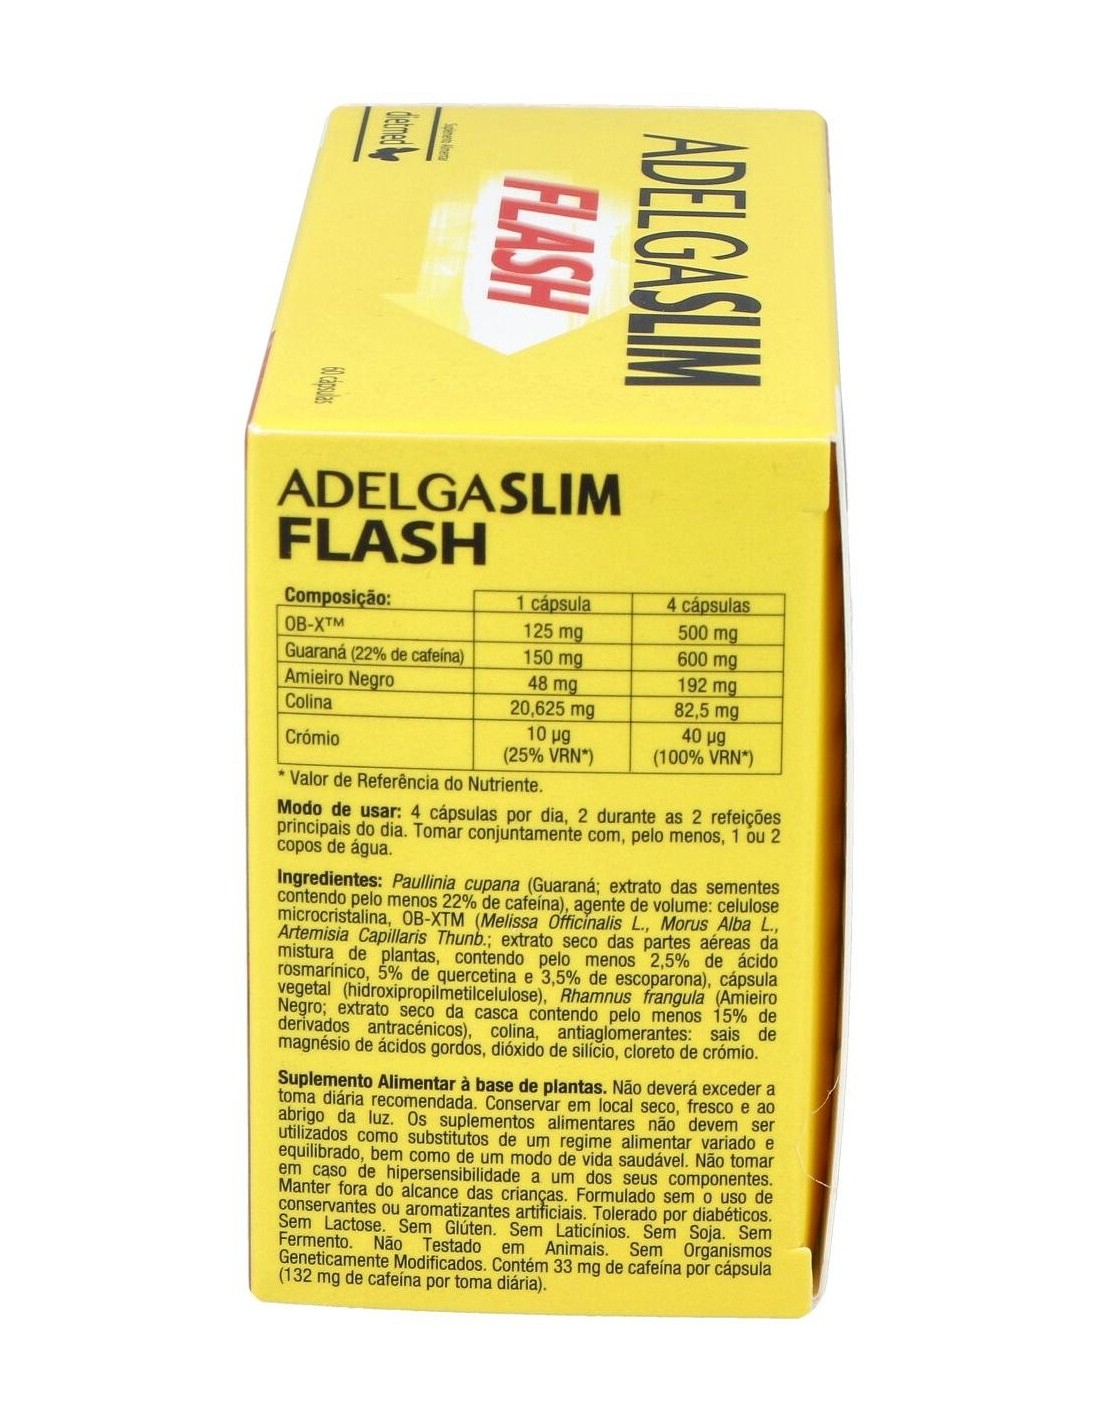 dietmed
Suplemento Alimentar
ADELGASLIM
FLASH
60 cápsulas
ADELGASLIM
FLASH
Composição: 1 cápsula 4 cápsulas
OB-X™ 125 mg 500 mg
Guaraná (22% de cafeína) 150 mg 600 mg
Amieiro Negro 48 mg 192 mg
Colina 20,625 mg 82,5 mg
Crómio 10 µg (25% VRN*) 40 µg (100% VRN*)
* Valor de Referência do Nutriente.
Modo de usar: 4 cápsulas por dia, 2 durante as 2 refeições
principais do dia. Tomar conjuntamente com, pelo menos, 1 ou 2
copos de água.
Ingredientes: Paullinia cupana (Guaraná; extrato das sementes
contendo pelo menos 22% de cafeína), agente de volume: celulose
microcristalina, OB-XTM (Melissa Officinalis L., Morus Alba L.,
Artemisia Capillaris Thunb.; extrato seco das partes aéreas da
mistura de plantas, contendo pelo menos 2,5% de ácido
rosmarínico, 5% de quercetina e 3,5% de escoparona), cápsula
vegetal (hidroxipropilmetilcelulose), Rhamnus frangula (Amieiro
Negro; extrato seco da casca contendo pelo menos 15% de
derivados antracénicos), colina, antiaglomerantes: sais de
magnésio de ácidos gordos, dióxido de silício, cloreto de crómio.
Suplemento Alimentar à base de plantas. Não deverá exceder a
toma diária recomendada. Conservar em local seco, fresco e ao
abrigo da luz. Os suplementos alimentares não devem ser
utilizados como substitutos de um regime alimentar variado e
equilibrado, bem como de um modo de vida saudável. Não tomar
em caso de hipersensibilidade a um dos seus componentes.
Manter fora do alcance das crianças. Formulado sem o uso de
conservantes ou aromatizantes artificiais. Tolerado por diabéticos.
Sem Lactose. Sem Glúten. Sem Laticínios. Sem Soja. Sem
Fermento. Não Testado em Animais. Sem Organismos
Geneticamente Modificados. Contém 33 mg de cafeína por cápsula
(132 mg de cafeína por toma diária).